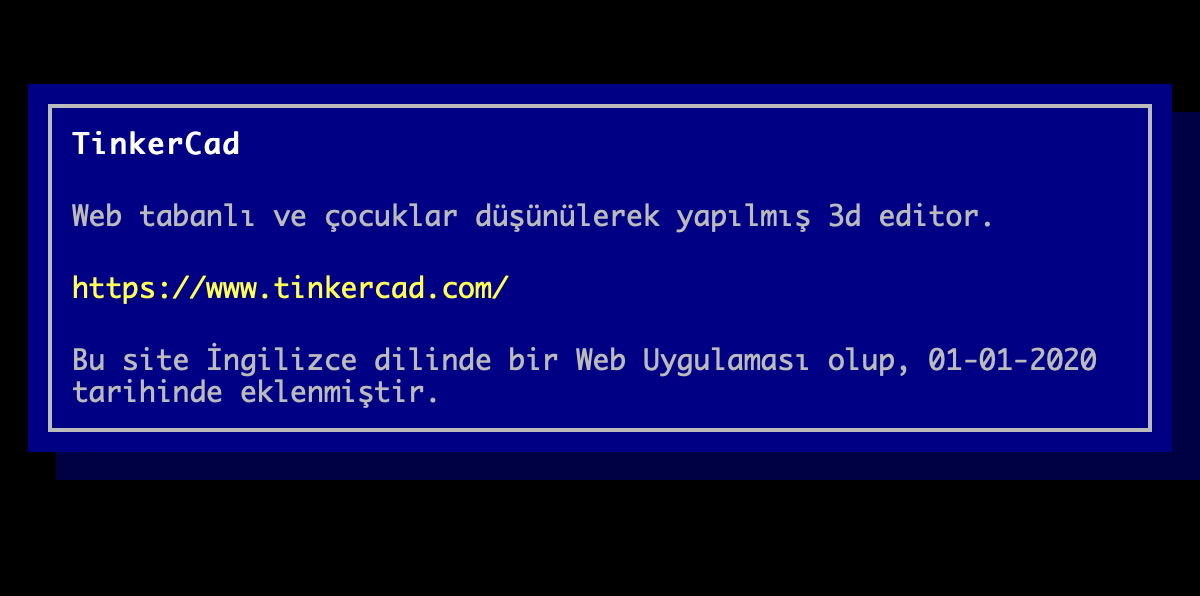 TinkerCad
Web tabanlı ve çocuklar düşünülerek yapılmış 3d editor.
https://www.tinkercad.com/
Bu site İngilizce dilinde bir Web Uygulaması olup, 01-01-2020
tarihinde eklenmiştir.